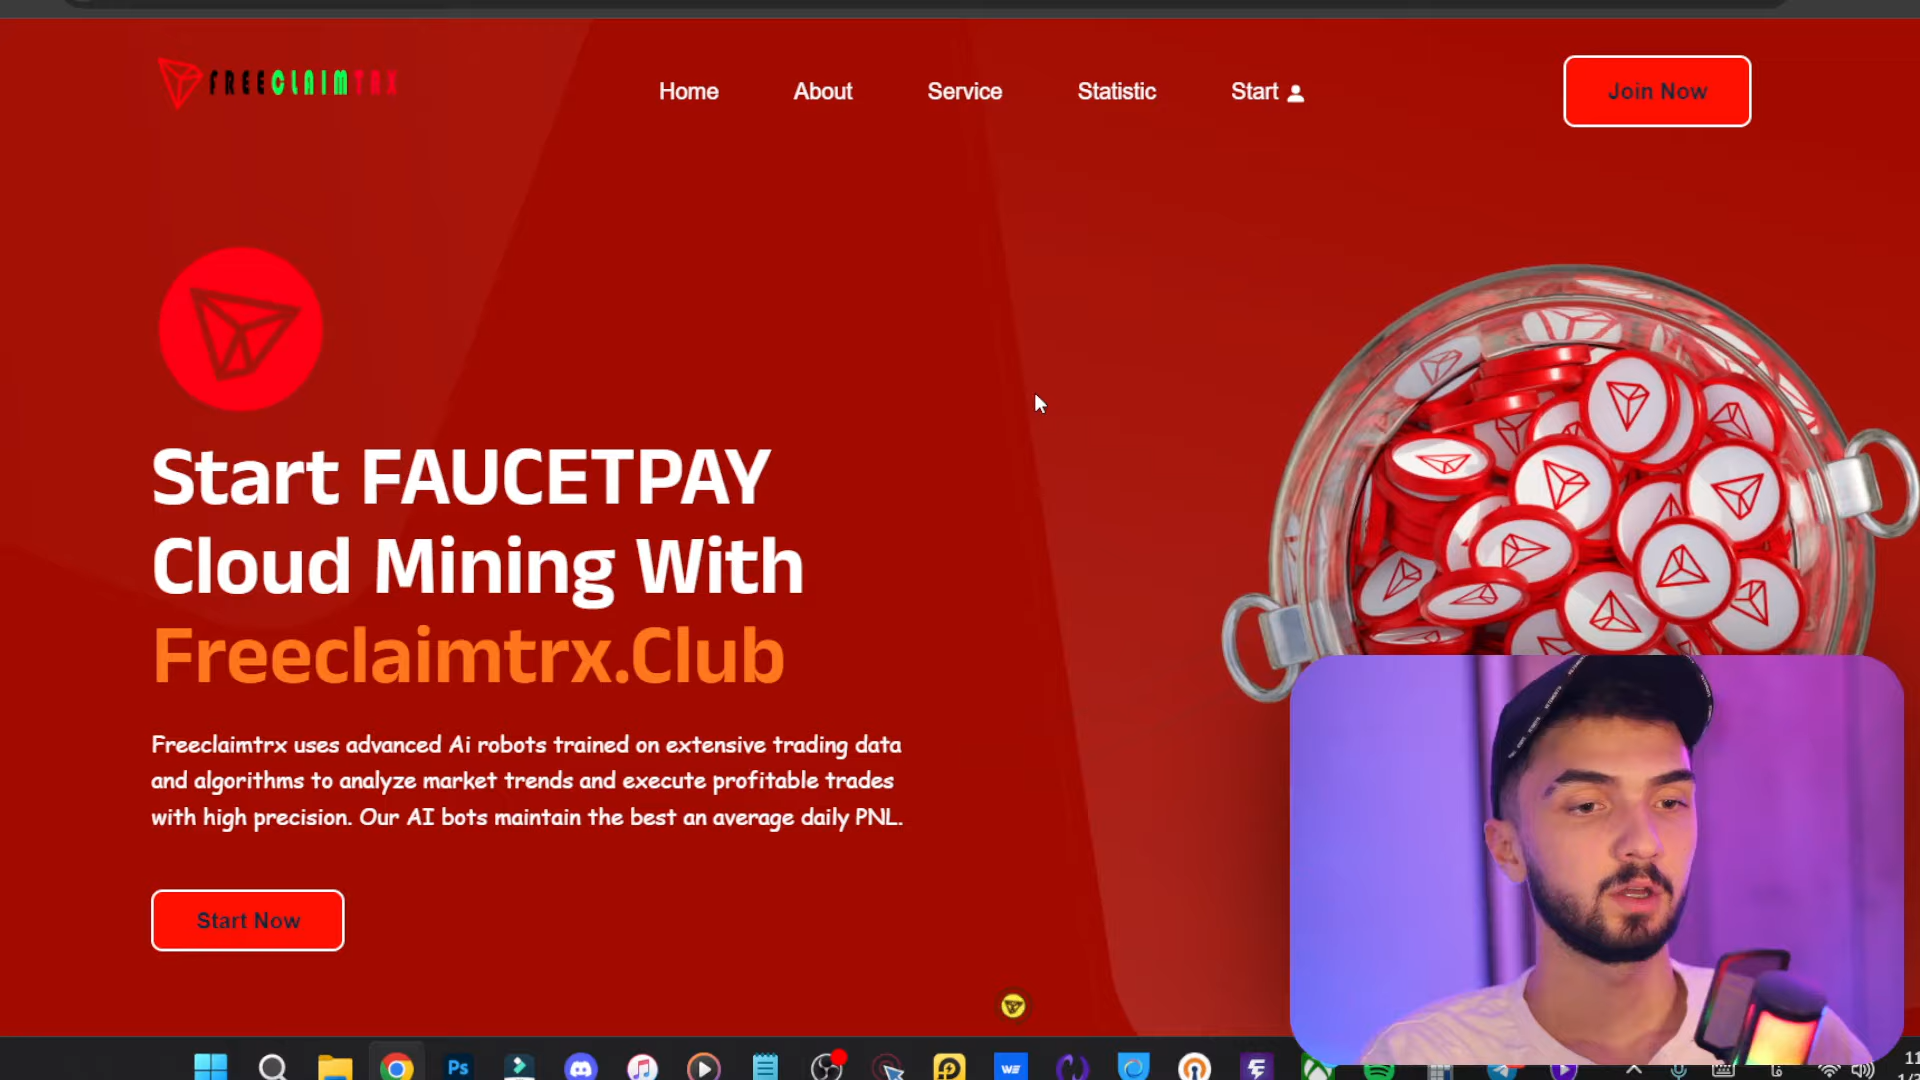 FREECLAIMTRX
Home
About
Service
Statistic
Start
Join Now
Start FAUCETPAY
Cloud Mining With
Freeclaimtrx.Club
Freeclaimtrx uses advanced Ai robots trained on extensive trading data
and algorithms to analyze market trends and execute profitable trades
with high precision. Our AI bots maintain the best an average daily PNL.
Start Now
Ps
WE